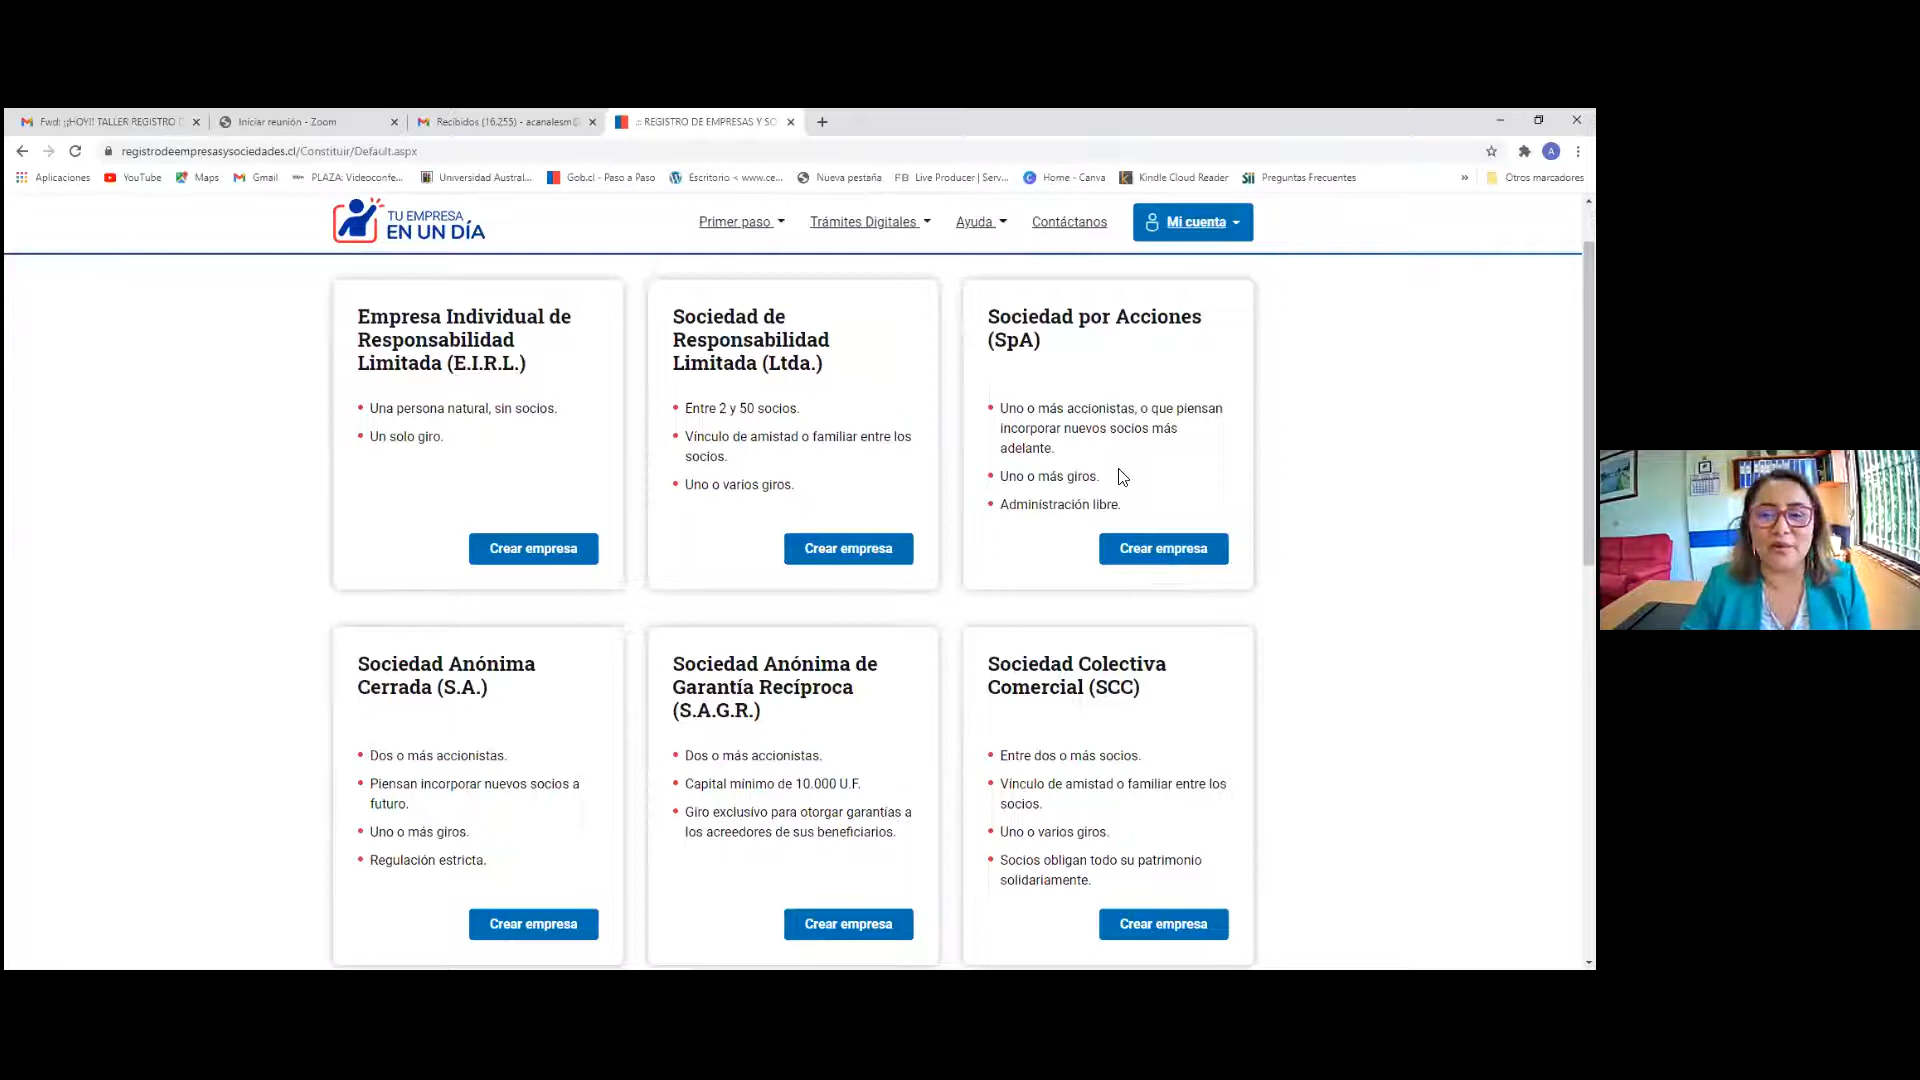 Fwd: ¡¡HOY!! TALLER REGISTRO
Iniciar reunión - Zoom
Recibidos (16.255) - acanalesm@
:: REGISTRO DE EMPRESAS Y SO
registrodeempresasysociedades.cl/Constituir/Default.aspx
A
Aplicaciones
YouTube
Maps
Gmail
PLAZA: Videoconfe...
Universidad Austral...
Gob.cl - Paso a Paso
Escritorio < www.ce...
Nueva pestaña
FB Live Producer | Serv...
Home - Canva
Kindle Cloud Reader
Sii Preguntas Frecuentes
»
Otros marcadores
TU EMPRESA
EN UN DÍA
Primer paso
Trámites Digitales
Ayuda
Contáctanos
Mi cuenta
Empresa Individual de
Responsabilidad
Limitada (E.I.R.L.)
Una persona natural, sin socios.
Un solo giro.
Crear empresa
Sociedad de
Responsabilidad
Limitada (Ltda.)
Entre 2 y 50 socios.
Vínculo de amistad o familiar entre los
socios.
Uno o varios giros.
Crear empresa
Sociedad por Acciones
(SpA)
Uno o más accionistas, o que piensan
incorporar nuevos socios más
adelante.
Uno o más giros.
Administración libre.
Crear empresa
Sociedad Anónima
Cerrada (S.A.)
Dos o más accionistas.
Piensan incorporar nuevos socios a
futuro.
Uno o más giros.
Regulación estricta.
Crear empresa
Sociedad Anónima de
Garantía Recíproca
(S.A.G.R.)
Dos o más accionistas.
Capital mínimo de 10.000 U.F.
Giro exclusivo para otorgar garantías a
los acreedores de sus beneficiarios.
Crear empresa
Sociedad Colectiva
Comercial (SCC)
Entre dos o más socios.
Vínculo de amistad o familiar entre los
socios.
Uno o varios giros.
Socios obligan todo su patrimonio
solidariamente.
Crear empresa